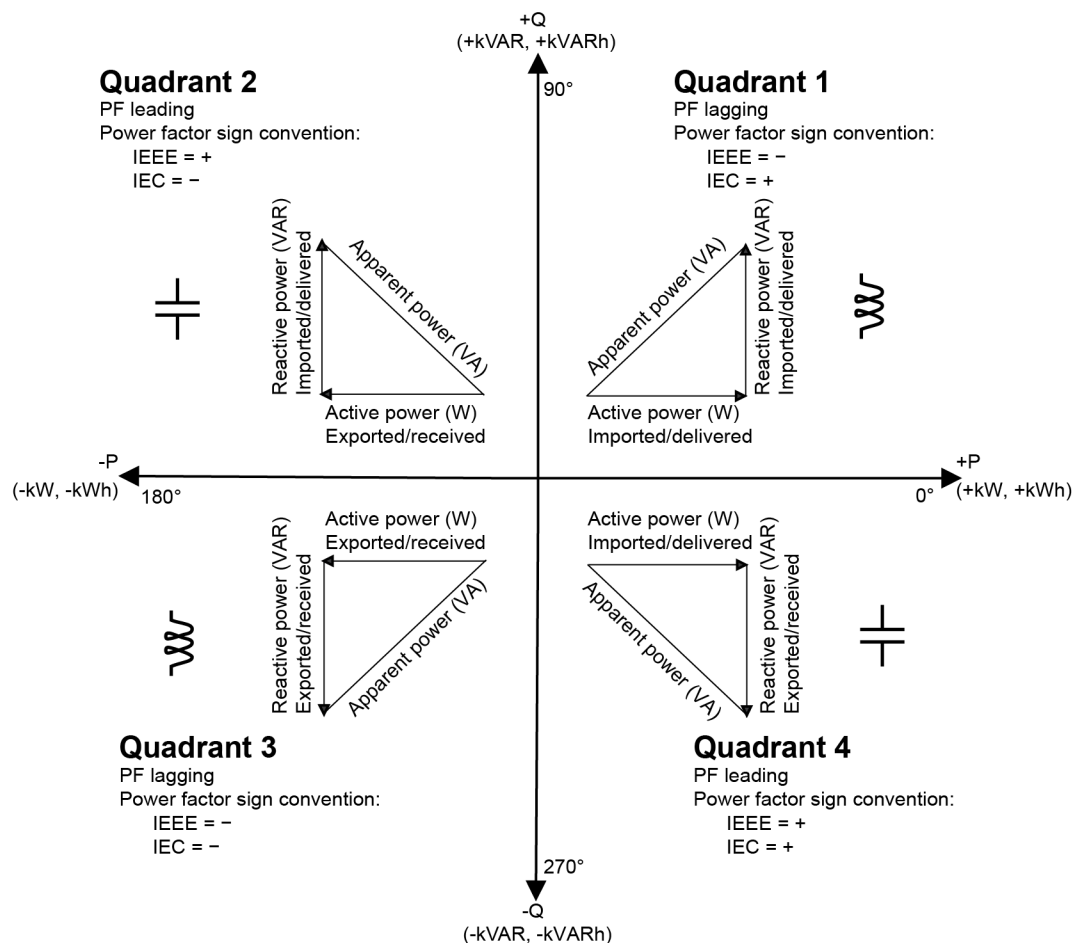 +Q
(+kVAR, +kVARh)
90°
Quadrant 2
PF leading
Power factor sign convention:
IEEE = +
IEC = −
Reactive power (VAR)
Imported/delivered
Apparent power (VA)
Active power (W)
Exported/received
Quadrant 1
PF lagging
Power factor sign convention:
IEEE = −
IEC = +
Apparent power (VA)
Reactive power (VAR)
Imported/delivered
Active power (W)
Imported/delivered
-P
(-kW, -kWh)
180°
0°
+P
(+kW, +kWh)
Active power (W)
Exported/received
Reactive power (VAR)
Exported/received
Apparent power (VA)
Quadrant 3
PF lagging
Power factor sign convention:
IEEE = −
IEC = −
Active power (W)
Imported/delivered
Apparent power (VA)
Reactive power (VAR)
Exported/received
Quadrant 4
PF leading
Power factor sign convention:
IEEE = +
IEC = +
270°
-Q
(-kVAR, -kVARh)